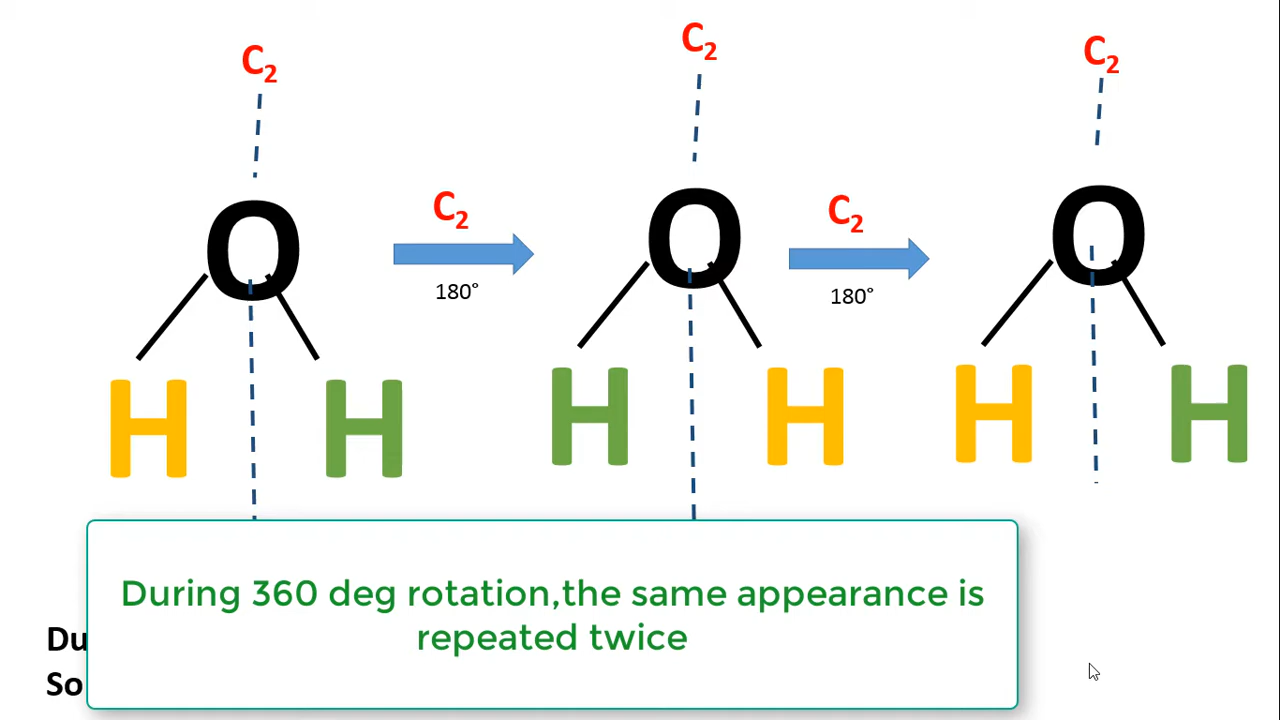 C₂ C₂ C₂
O O O
C₂ C₂
180° 180°
H H H H H H
During 360 deg rotation,the same appearance is
repeated twice
Du
So